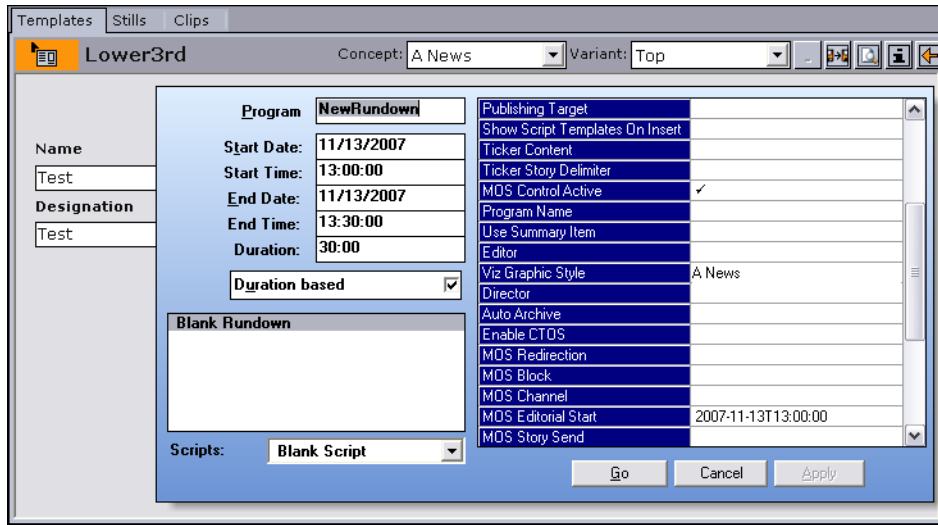 Templates Stills Clips
Lower3rd Concept: A News Variant: Top
Name
Test
Designation
Test
Program NewRundown
Start Date: 11/13/2007
Start Time: 13:00:00
End Date: 11/13/2007
End Time: 13:30:00
Duration: 30:00
Duration based
Blank Rundown
Scripts: Blank Script
Publishing Target
Show Script Templates On Insert
Ticker Content
Ticker Story Delimiter
MOS Control Active ✓
Program Name
Use Summary Item
Editor
Viz Graphic Style A News
Director
Auto Archive
Enable CTOS
MOS Redirection
MOS Block
MOS Channel
MOS Editorial Start 2007-11-13T13:00:00
MOS Story Send
Go Cancel Apply